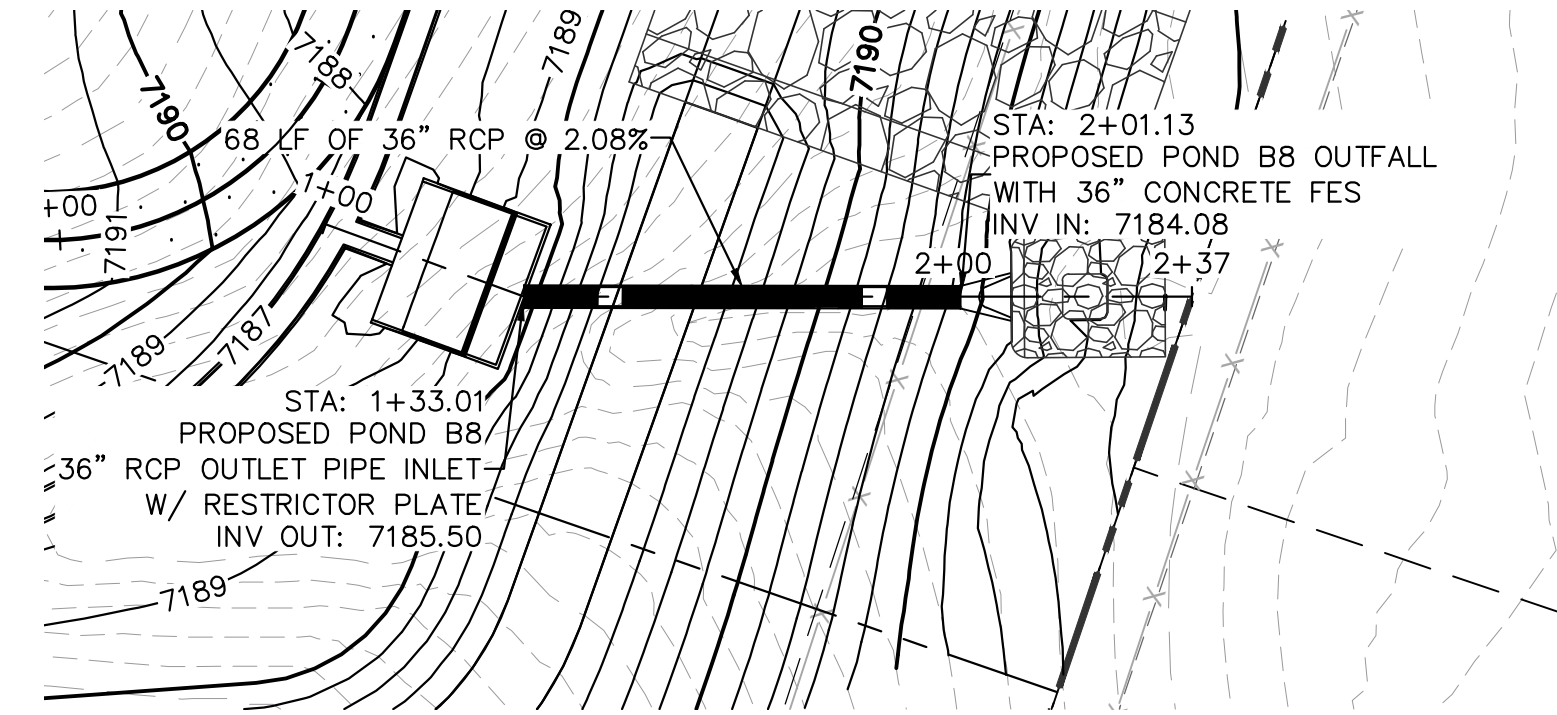 7189
7188
7190
7190
68 LF OF 36” RCP @ 2.08%
STA: 2+01.13
PROPOSED POND B8 OUTFALL
WITH 36” CONCRETE FES
INV IN: 7184.08
1+00
+00
7191
2+00
2+37
7187
7189
STA: 1+33.01
PROPOSED POND B8
36” RCP OUTLET PIPE INLET
W/ RESTRICTOR PLATE
INV OUT: 7185.50
7189